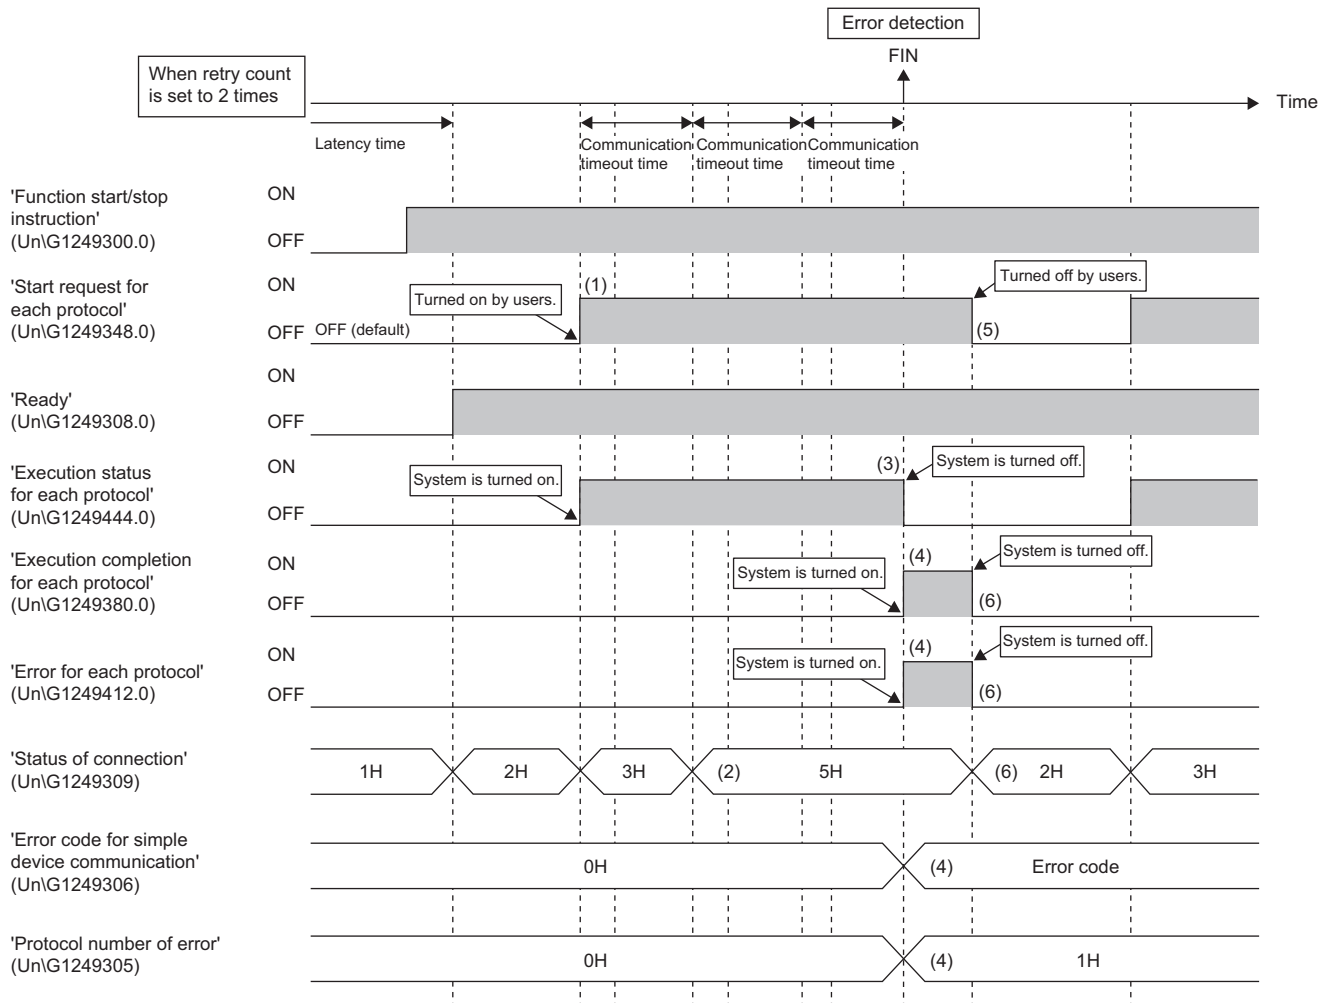 Error detection
FIN
When retry count
is set to 2 times
Time
Latency time
Communication
timeout time
Communication
timeout time
Communication
timeout time
'Function start/stop
instruction'
(Un\G1249300.0)
ON
OFF
'Start request for
each protocol'
(Un\G1249348.0)
ON
OFF
OFF (default)
Turned on by users.
(1)
Turned off by users.
(5)
'Ready'
(Un\G1249308.0)
ON
OFF
'Execution status
for each protocol'
(Un\G1249444.0)
ON
OFF
System is turned on.
(3)
System is turned off.
'Execution completion
for each protocol'
(Un\G1249380.0)
ON
OFF
System is turned on.
(4)
System is turned off.
(6)
'Error for each protocol'
(Un\G1249412.0)
ON
OFF
System is turned on.
(4)
System is turned off.
(6)
'Status of connection'
(Un\G1249309)
1H
2H
3H
(2)
5H
(6)
2H
3H
'Error code for simple
device communication'
(Un\G1249306)
0H
(4)
Error code
'Protocol number of error'
(Un\G1249305)
0H
(4)
1H